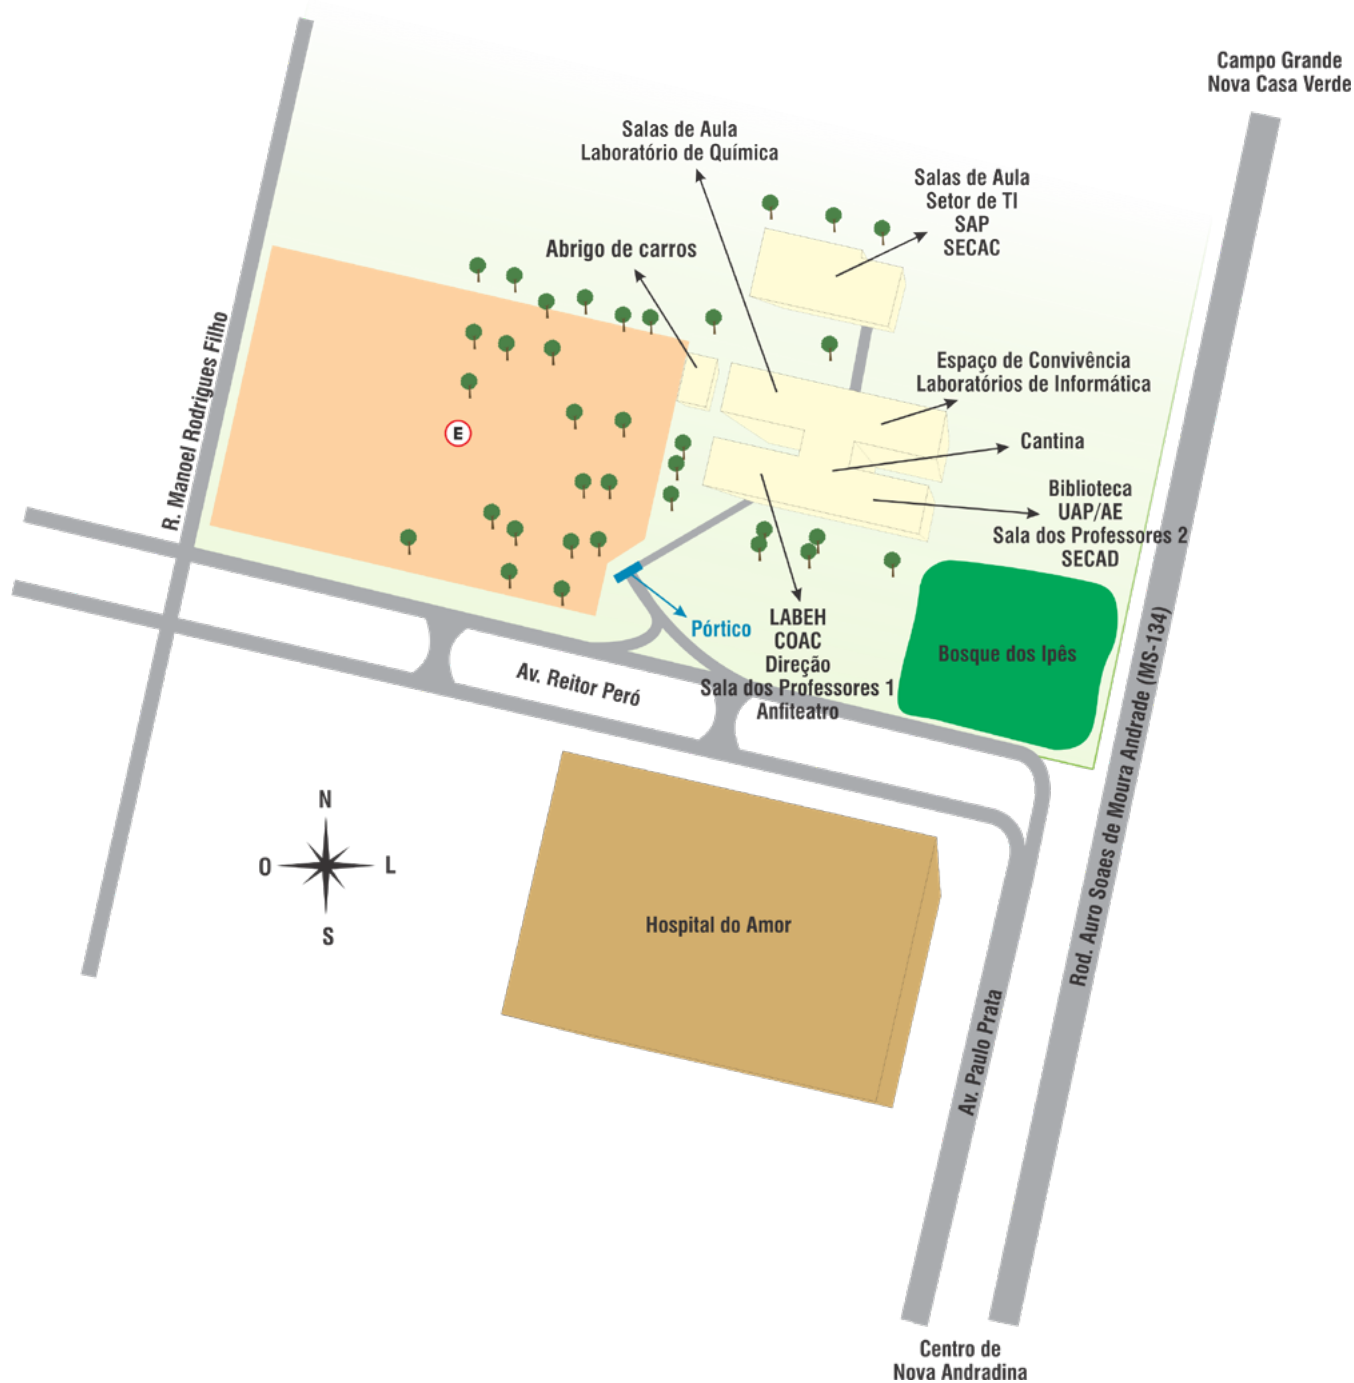 Campo Grande
Nova Casa Verde
Salas de Aula
Laboratório de Química
Salas de Aula
Setor de TI
SAP
SECAC
Abrigo de carros
R. Manoel Rodrigues Filho
Espaço de Convivência
Laboratórios de Informática
E
Cantina
Biblioteca
UAP/AE
Sala dos Professores 2
SECAD
Pórtico
LABEH
COAC
Direção
Sala dos Professores 1
Anfiteatro
Bosque dos Ipês
Av. Reitor Peró
Rod. Auro Soaes de Moura Andrade (MS-134)
N
O
L
S
Hospital do Amor
Av. Paulo Prata
Centro de
Nova Andradina